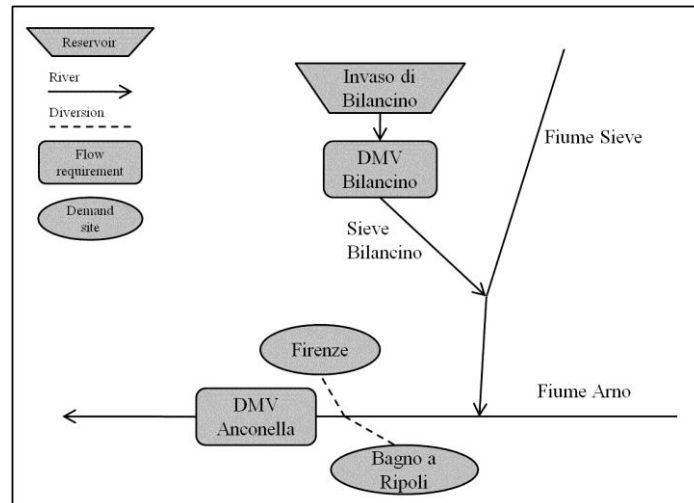 Reservoir
River
Diversion
Flow
requirement
Demand
site
Invaso di
Bilancino
DMV
Bilancino
Fiume Sieve
Sieve
Bilancino
Firenze
Fiume Arno
DMV
Anconella
Bagno a
Ripoli